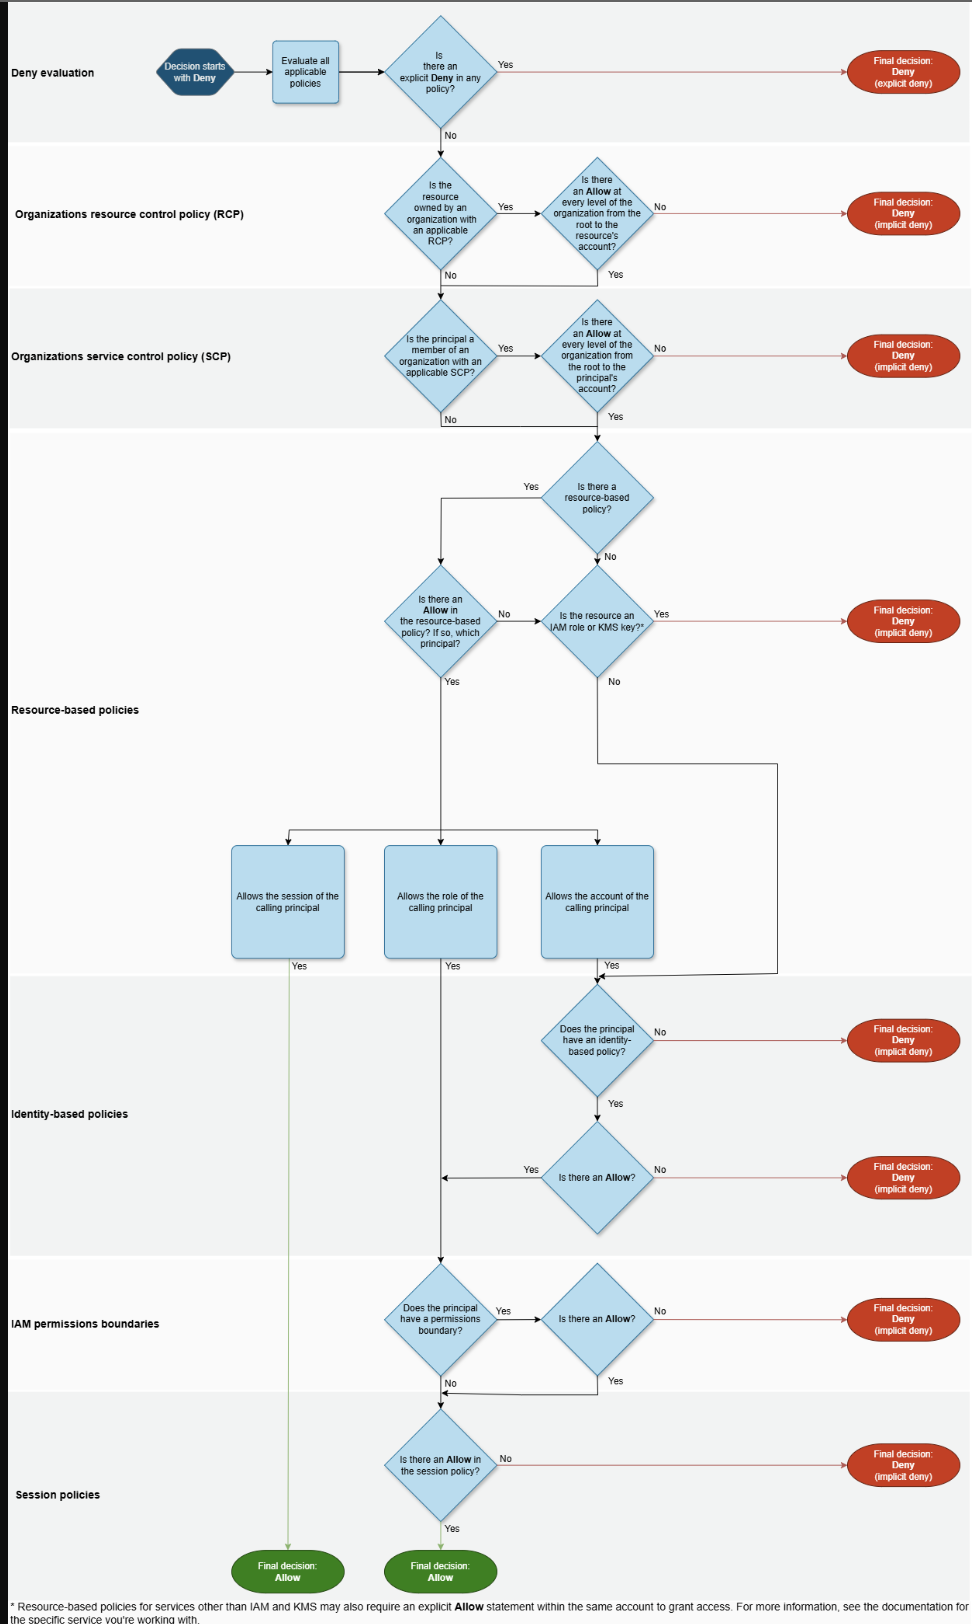 Deny evaluation
Decision starts
with Deny
Evaluate all
applicable
policies
Is
there an
explicit Deny in any
policy?
Yes
Final decision:
Deny
(explicit deny)
No
Organizations resource control policy (RCP)
Is the
resource
owned by an
organization with
an applicable
RCP?
Yes
Is there
an Allow at
every level of the
organization from the
root to the
resource's
account?
No
Final decision:
Deny
(implicit deny)
No
Yes
Organizations service control policy (SCP)
Is the principal a
member of an
organization with an
applicable SCP?
Yes
Is there
an Allow at
every level of the
organization from
the root to the
principal's
account?
No
Final decision:
Deny
(implicit deny)
No
Yes
Is there a
resource-based
policy?
Yes
No
Is there an
Allow in
the resource-based
policy? If so, which
principal?
No
Is the resource an
IAM role or KMS key?*
Yes
Final decision:
Deny
(implicit deny)
Yes
No
Resource-based policies
Allows the session of the
calling principal
Allows the role of the
calling principal
Allows the account of the
calling principal
Yes
Yes
Yes
Does the principal
have an identity-
based policy?
No
Final decision:
Deny
(implicit deny)
Yes
Identity-based policies
Yes
Is there an Allow?
No
Final decision:
Deny
(implicit deny)
IAM permissions boundaries
Does the principal
have a permissions
boundary?
Yes
Is there an Allow?
No
Final decision:
Deny
(implicit deny)
No
Yes
Session policies
Is there an Allow in
the session policy?
No
Final decision:
Deny
(implicit deny)
Yes
Final decision:
Allow
Final decision:
Allow
* Resource-based policies for services other than IAM and KMS may also require an explicit Allow statement within the same account to grant access. For more information, see the documentation for
the specific service you're working with.